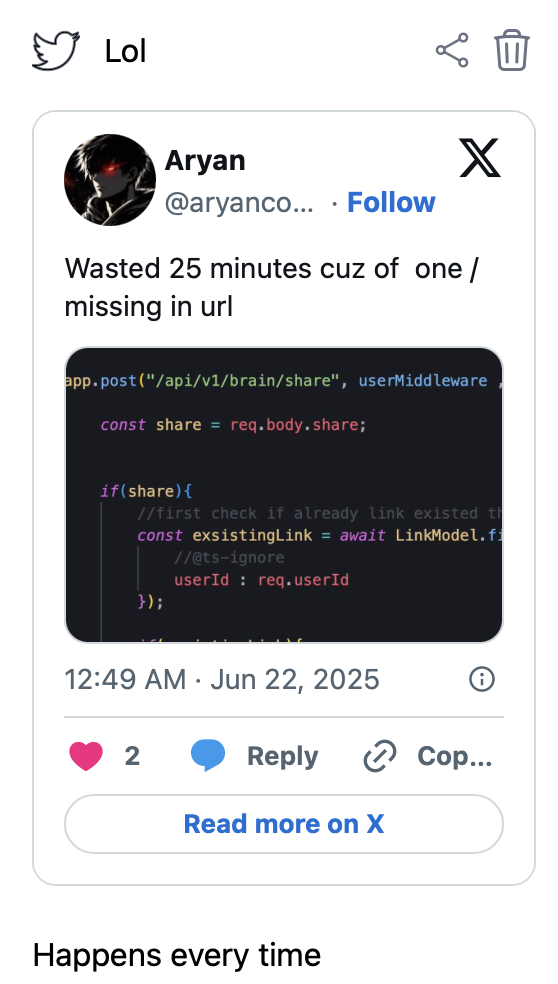 Lol
Aryan
@aryanco... · Follow
Wasted 25 minutes cuz of  one /
missing in url
app.post("/api/v1/brain/share", userMiddleware ,
const share = req.body.share;
if(share){
//first check if already link existed th
const exsistingLink = await LinkModel.fi
//@ts-ignore
userId : req.userId
});
12:49 AM · Jun 22, 2025
2 Reply Cop...
Read more on X
Happens every time